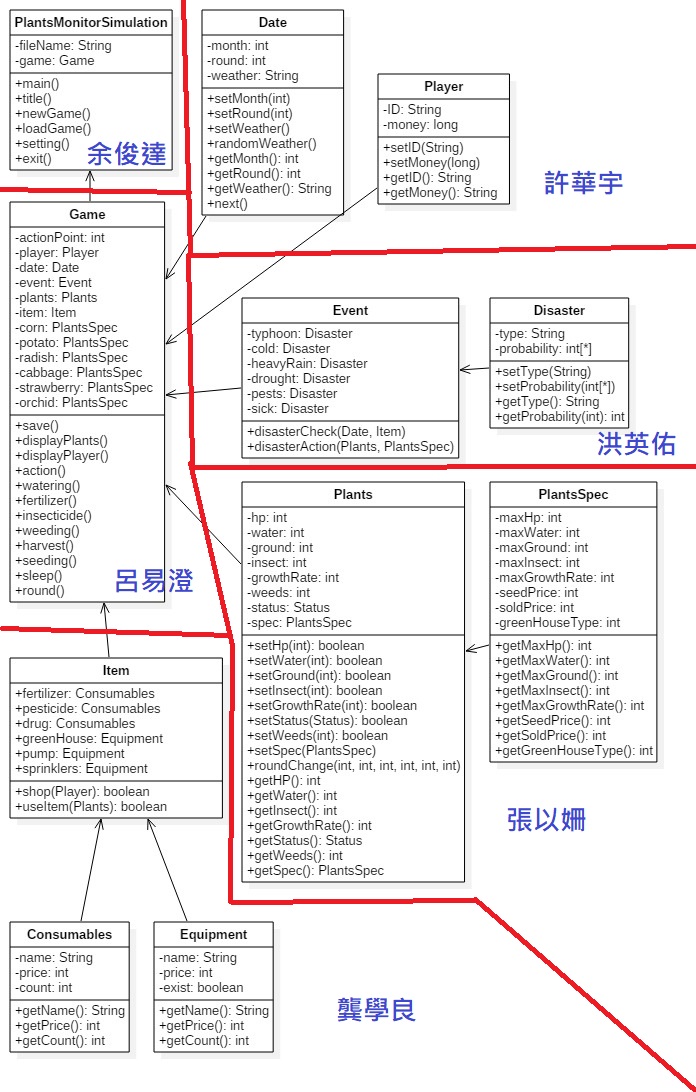 PlantsMonitorSimulation
-fileName: String
-game: Game
+main()
+title()
+newGame()
+loadGame()
+setting()
+exit()
余俊達
Date
-month: int
-round: int
-weather: String
+setMonth(int)
+setRound(int)
+setWeather()
+randomWeather()
+getMonth(): int
+getRound(): int
+getWeather(): String
+next()
Player
-ID: String
-money: long
+setID(String)
+setMoney(long)
+getID(): String
+getMoney(): String
許華宇
Game
-actionPoint: int
-player: Player
-date: Date
-event: Event
-plants: Plants
-item: Item
-corn: PlantsSpec
-potato: PlantsSpec
-radish: PlantsSpec
-cabbage: PlantsSpec
-strawberry: PlantsSpec
-orchid: PlantsSpec
+save()
+displayPlants()
+displayPlayer()
+action()
+watering()
+fertilizer()
+insecticide()
+weeding()
+harvest()
+seeding()
+sleep()
+round()
呂易澄
Event
-typhoon: Disaster
-cold: Disaster
-heavyRain: Disaster
-drought: Disaster
-pests: Disaster
-sick: Disaster
+disasterCheck(Date, Item)
+disasterAction(Plants, PlantsSpec)
Disaster
-type: String
-probability: int[*]
+setType(String)
+setProbability(int[*])
+getType(): String
+getProbability(int): int
洪英佑
Plants
-hp: int
-water: int
-ground: int
-insect: int
-growthRate: int
-weeds: int
-status: Status
-spec: PlantsSpec
+setHp(int): boolean
+setWater(int): boolean
+setGround(int): boolean
+setInsect(int): boolean
+setGrowthRate(int): boolean
+setStatus(Status): boolean
+setWeeds(int): boolean
+setSpec(PlantsSpec)
+roundChange(int, int, int, int, int, int)
+getHP(): int
+getWater(): int
+getInsect(): int
+getGrowthRate(): int
+getStatus(): Status
+getWeeds(): int
+getSpec(): PlantsSpec
PlantsSpec
-maxHp: int
-maxWater: int
-maxGround: int
-maxInsect: int
-maxGrowthRate: int
-seedPrice: int
-soldPrice: int
-greenHouseType: int
+getMaxHp(): int
+getMaxWater(): int
+getMaxGround(): int
+getMaxInsect(): int
+getMaxGrowthRate(): int
+getSeedPrice(): int
+getSoldPrice(): int
+getGreenHouseType(): int
張以姍
Item
+fertilizer: Consumables
+pesticide: Consumables
+drug: Consumables
+greenHouse: Equipment
+pump: Equipment
+sprinklers: Equipment
+shop(Player): boolean
+useItem(Plants): boolean
Consumables
-name: String
-price: int
-count: int
+getName(): String
+getPrice(): int
+getCount(): int
Equipment
-name: String
-price: int
-exist: boolean
+getName(): String
+getPrice(): int
+getCount(): int
龔學良